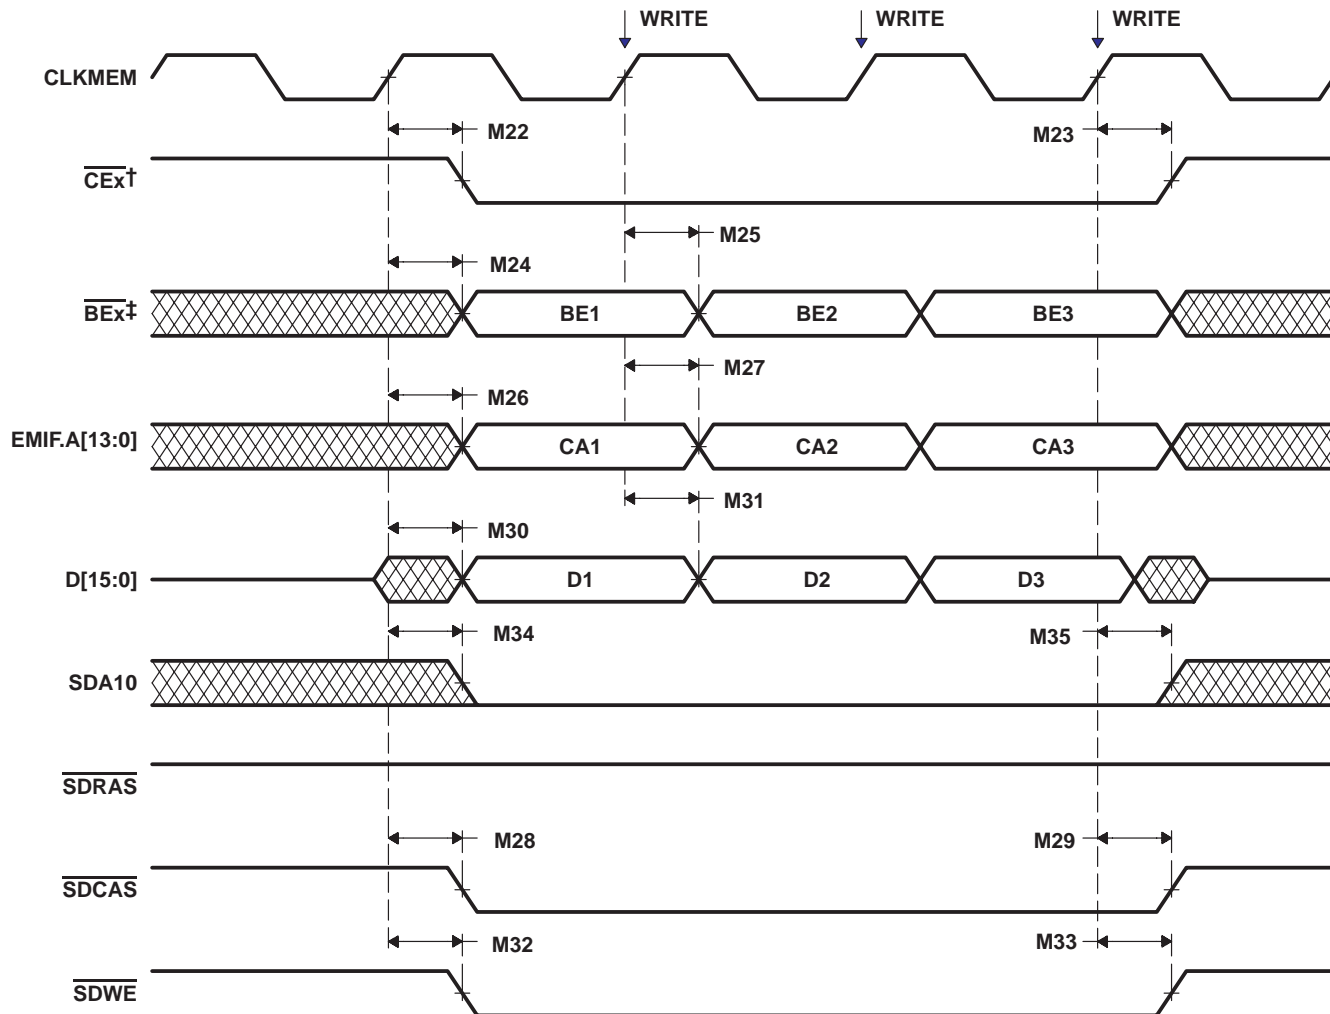 WRITE WRITE WRITE
CLKMEM
M22 M23
CEx†
M25
M24
BEx‡ BE1 BE2 BE3
M27
M26
EMIF.A[13:0] CA1 CA2 CA3
M31
M30
D[15:0] D1 D2 D3
M34 M35
SDA10
SDRAS
M28 M29
SDCAS
M32 M33
SDWE